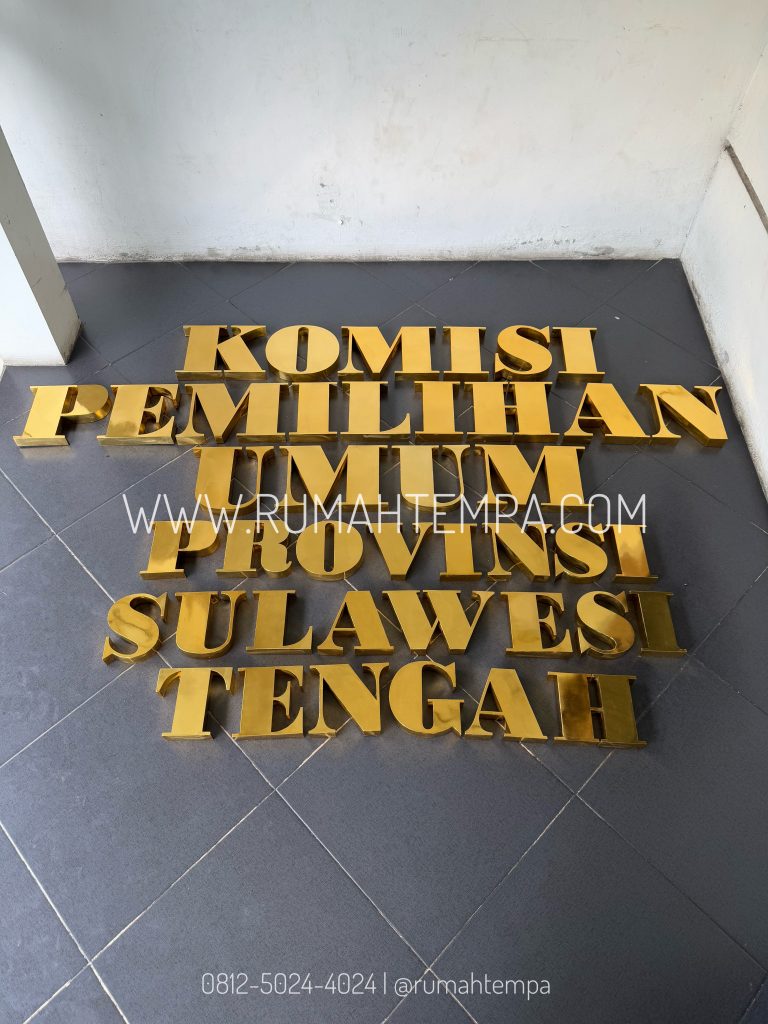 KOMISI
PEMILIHAN
UMUM
WWW.RUMAHTEMPA.COM
PROVINSI
SULAWESI
TENGAH
0812-5024-4024 | @rumahtempa